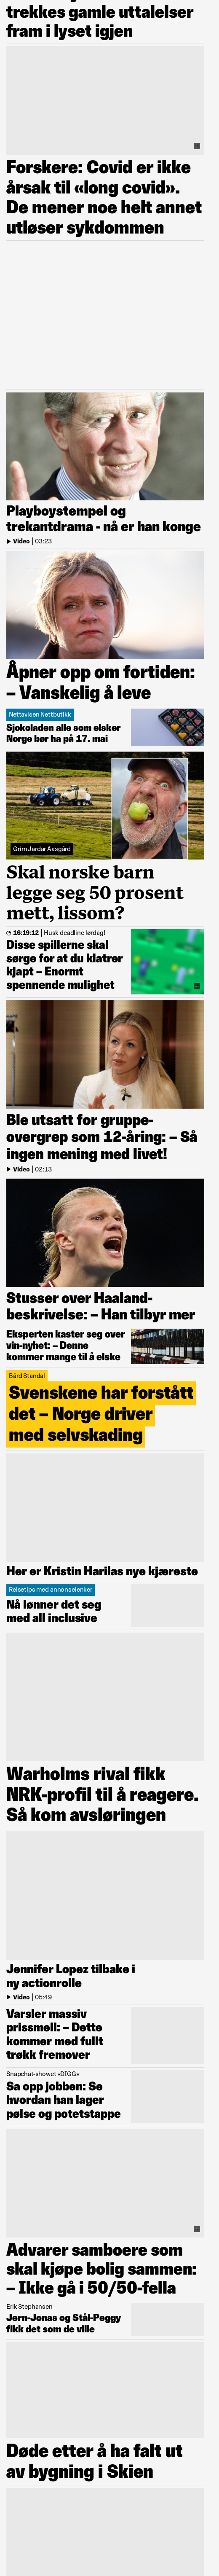 trekkes gamle uttalelser
fram i lyset igjen
Forskere: Covid er ikke
årsak til «long covid».
De mener noe helt annet
utløser sykdommen
Playboystempel og
trekantdrama - nå er han konge
Video | 03:23
Åpner opp om fortiden:
– Vanskelig å leve
Nettavisen Nettbutikk
Sjokoladen alle som elsker
Norge bør ha på 17. mai
Grim Jardar Aasgård
Skal norske barn
legge seg 50 prosent
mett, lissom?
16:19:12 | Husk deadline lørdag!
Disse spillerne skal
sørge for at du klatrer
kjapt – Enormt
spennende mulighet
Ble utsatt for gruppe-
overgrep som 12-åring: – Så
ingen mening med livet!
Video | 02:13
Stusser over Haaland-
beskrivelse: – Han tilbyr mer
Eksperten kaster seg over
vin-nyhet: – Denne
kommer mange til å elske
Bård Standal
Svenskene har forstått
det – Norge driver
med selvskading
Her er Kristin Harilas nye kjæreste
Reisetips med annonselenker
Nå lønner det seg
med all inclusive
Warholms rival fikk
NRK-profil til å reagere.
Så kom avsløringen
Jennifer Lopez tilbake i
ny actionrolle
Video | 05:49
Varsler massiv
prissmell: – Dette
kommer med fullt
trøkk fremover
Snapchat-showet «DIGG»
Sa opp jobben: Se
hvordan han lager
pølse og potetstappe
Advarer samboere som
skal kjøpe bolig sammen:
– Ikke gå i 50/50-fella
Erik Stephansen
Jern-Jonas og Stål-Peggy
fikk det som de ville
Døde etter å ha falt ut
av bygning i Skien